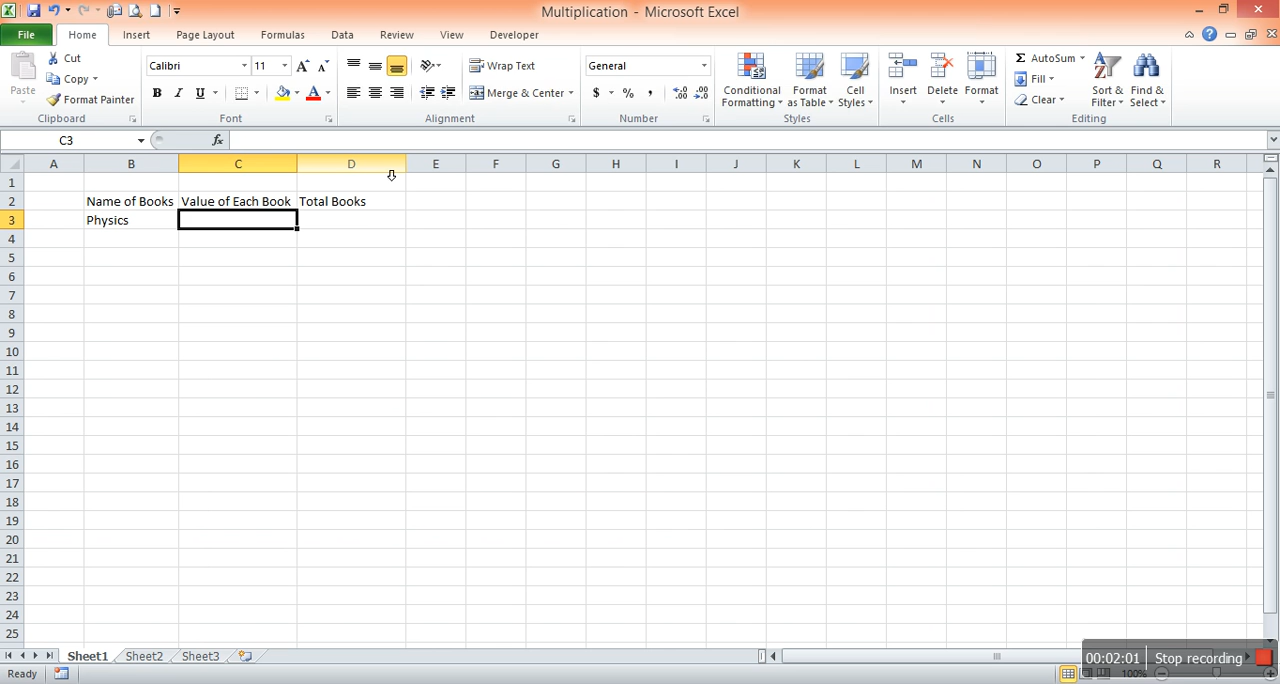 Multiplication - Microsoft Excel
File Home Insert Page Layout Formulas Data Review View Developer
Paste Cut Copy Format Painter
Calibri 11
Wrap Text
Merge & Center
General
Conditional Formatting
Format as Table
Cell Styles
Insert Delete Format
AutoSum
Fill
Clear
Sort & Filter
Find & Select
Clipboard Font Alignment Number Styles Cells Editing
C3 fx
A B C D E F G H I J K L M N O P Q R
1
2 Name of Books Value of Each Book Total Books
3 Physics
4
5
6
7
8
9
10
11
12
13
14
15
16
17
18
19
20
21
22
23
24
25
Sheet1 Sheet2 Sheet3
00:02:01 Stop recording
Ready 100%